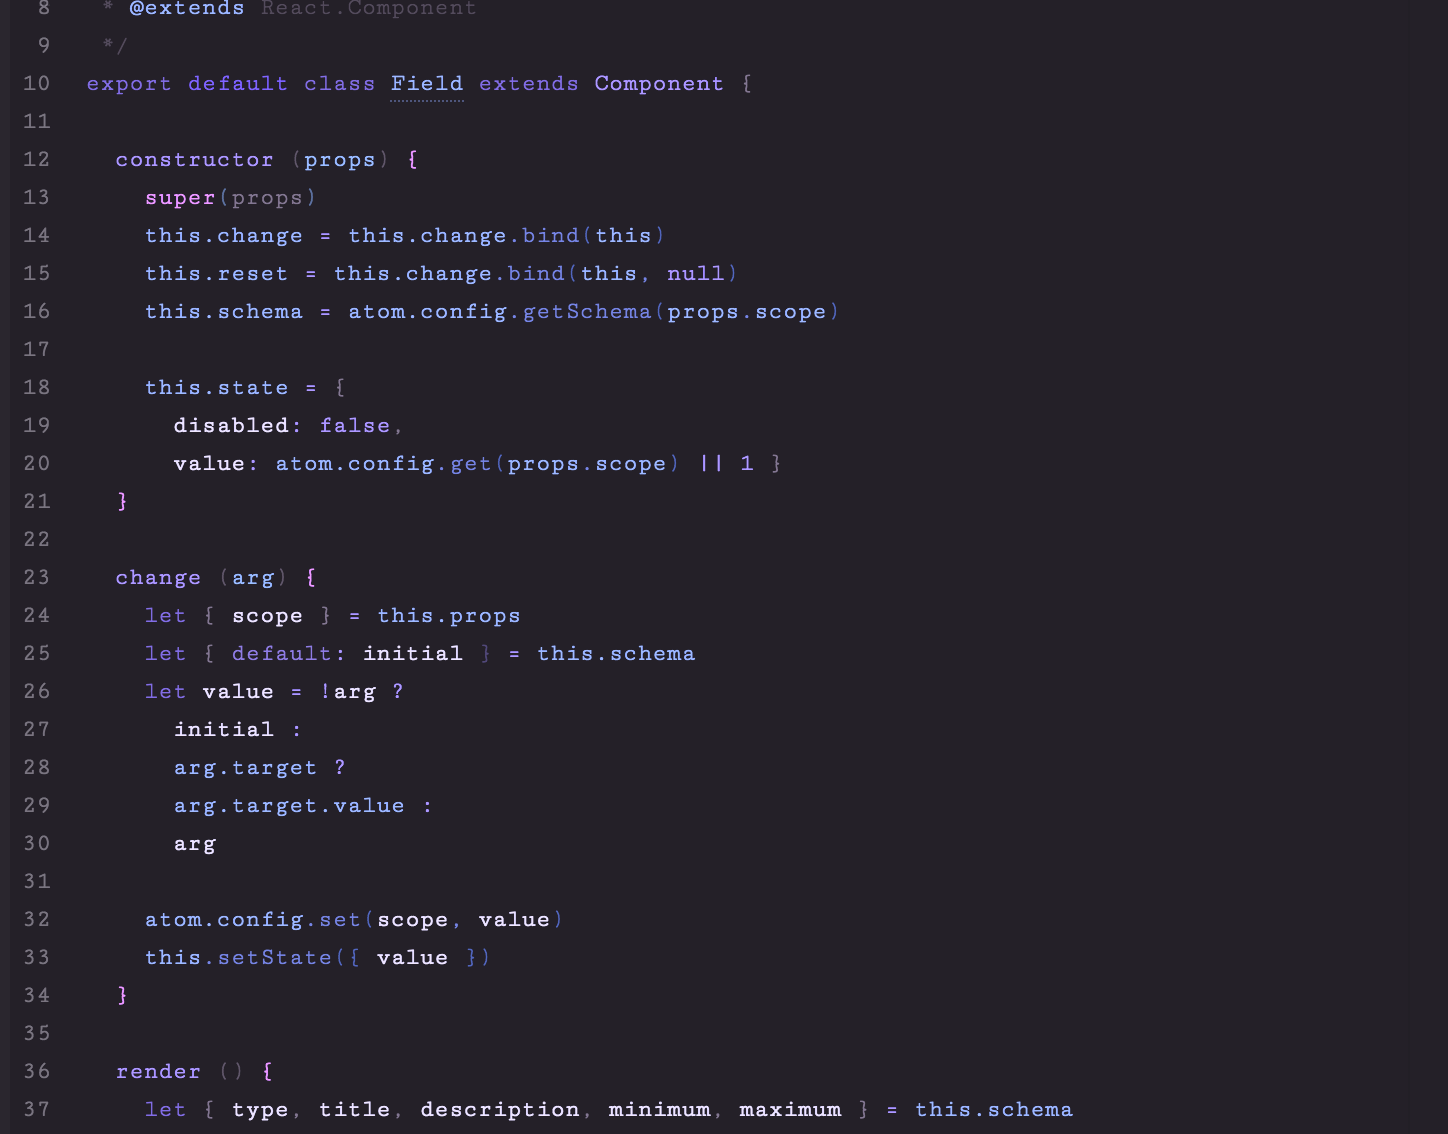 8 * @extends React.Component
9 */
10 export default class Field extends Component {
11
12 constructor (props) {
13 super(props)
14 this.change = this.change.bind(this)
15 this.reset = this.change.bind(this, null)
16 this.schema = atom.config.getSchema(props.scope)
17
18 this.state = {
19 disabled: false,
20 value: atom.config.get(props.scope) || 1 }
21 }
22
23 change (arg) {
24 let { scope } = this.props
25 let { default: initial } = this.schema
26 let value = !arg ?
27 initial :
28 arg.target ?
29 arg.target.value :
30 arg
31
32 atom.config.set(scope, value)
33 this.setState({ value })
34 }
35
36 render () {
37 let { type, title, description, minimum, maximum } = this.schema